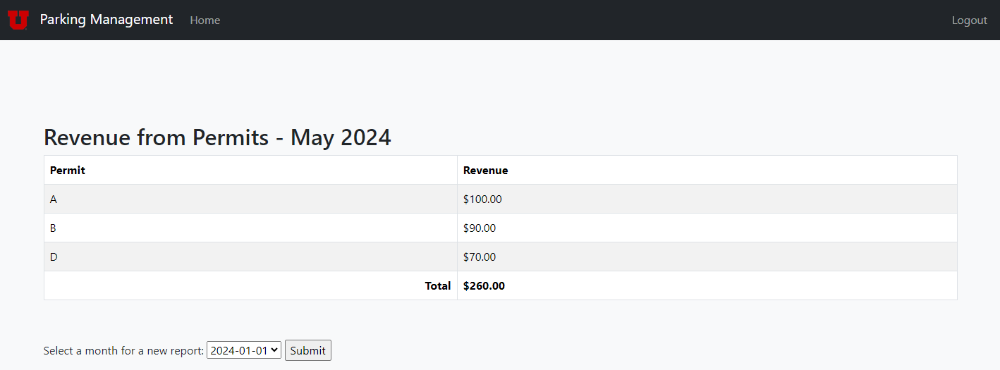 U Parking Management Home Logout
Revenue from Permits - May 2024
Permit Revenue
A $100.00
B $90.00
D $70.00
Total $260.00
Select a month for a new report: 2024-01-01 Submit